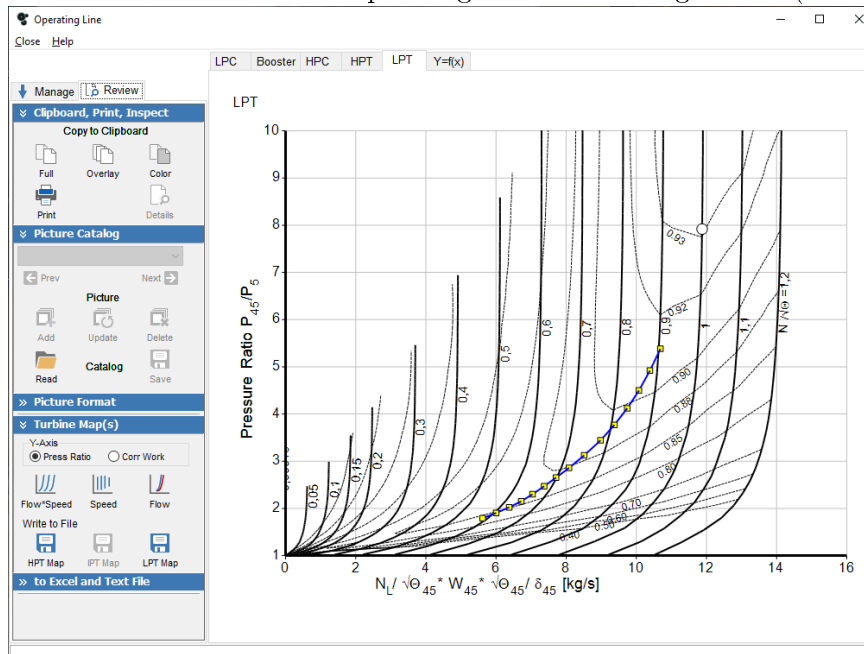 Operating Line
Close Help
LPC Booster HPC HPT LPT Y=f(x)
Manage Review
Clipboard, Print, Inspect
Copy to Clipboard
Full Overlay Color
Print Details
Picture Catalog
Prev Next
Picture
Add Update Delete
Read Catalog Save
Picture Format
Turbine Map(s)
Y-Axis
Press Ratio Corr Work
Flow*Speed Speed Flow
Write to File
HPT Map IPT Map LPT Map
to Excel and Text File
LPT
Pressure Ratio P45/P5
10
9
8
7
6
5
4
3
2
1
0 2 4 6 8 10 12 14 16
N_L/ √Θ45* W45* √Θ45/ δ45 [kg/s]
0,05
0,1
0,15
0,2
0,3
0,4
0,5
0,6
0,7
0,8
0,9
1
1,1
N/√Θ = 1,2
0.93
0.92
0.90
0.88
0.85
0.80
0.70
0.60
0.50
0.40